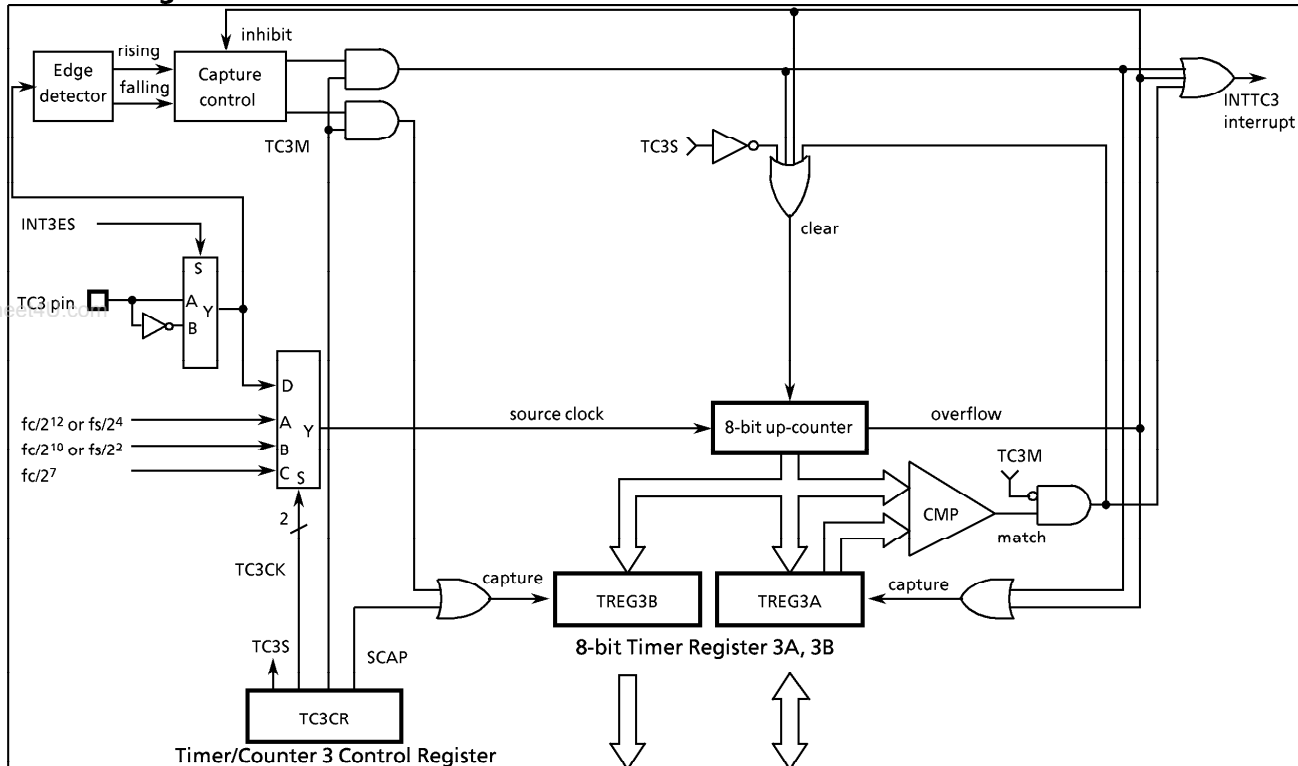 inhibit
rising
Edge
detector
falling
Capture
control
TC3M
TC3S
INTTC3
interrupt
clear
INT3ES
S
TC3 pin
A
Y
B
D
fc/2¹² or fs/2⁴
A
Y
fc/2¹⁰ or fs/2²
B
fc/2⁷
C
S
source clock
8-bit up-counter
overflow
TC3M
CMP
match
2
TC3CK
capture
TREG3B
TREG3A
capture
8-bit Timer Register 3A, 3B
TC3S
SCAP
TC3CR
Timer/Counter 3 Control Register